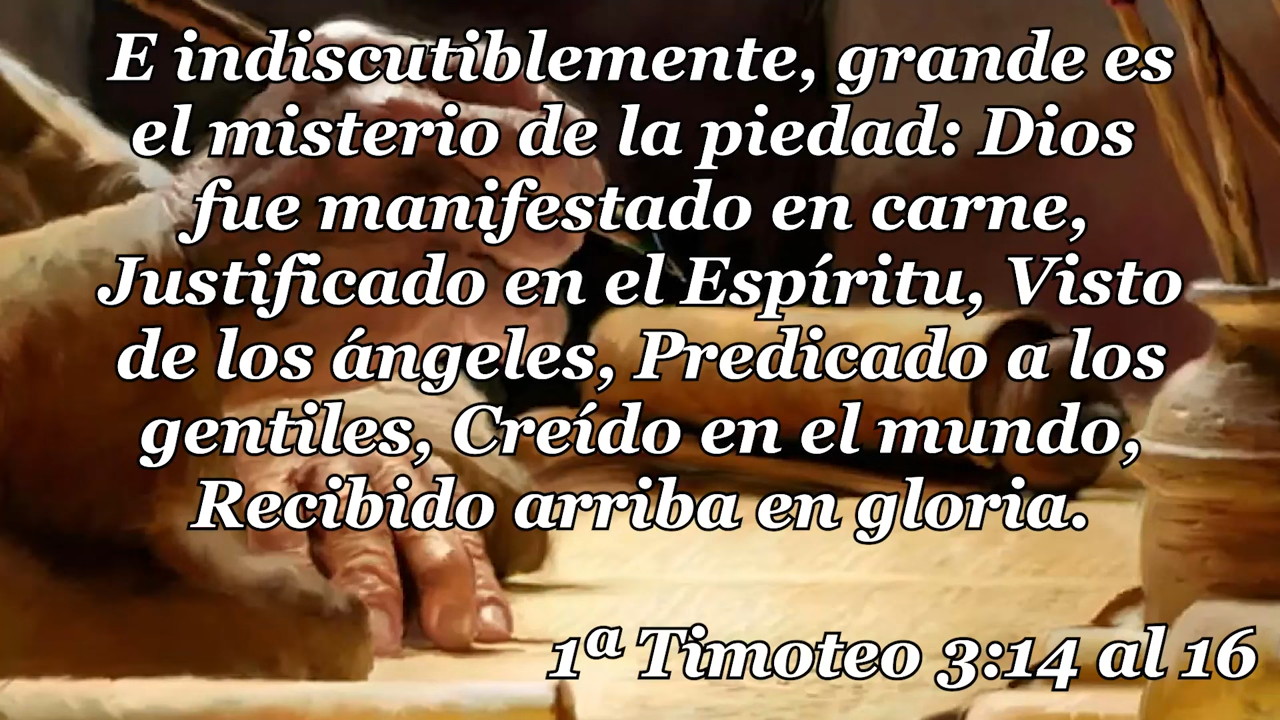 E indiscutiblemente, grande es
el misterio de la piedad: Dios
fue manifestado en carne,
Justificado en el Espíritu, Visto
de los ángeles, Predicado a los
gentiles, Creído en el mundo,
Recibido arriba en gloria.
1ª Timoteo 3:14 al 16